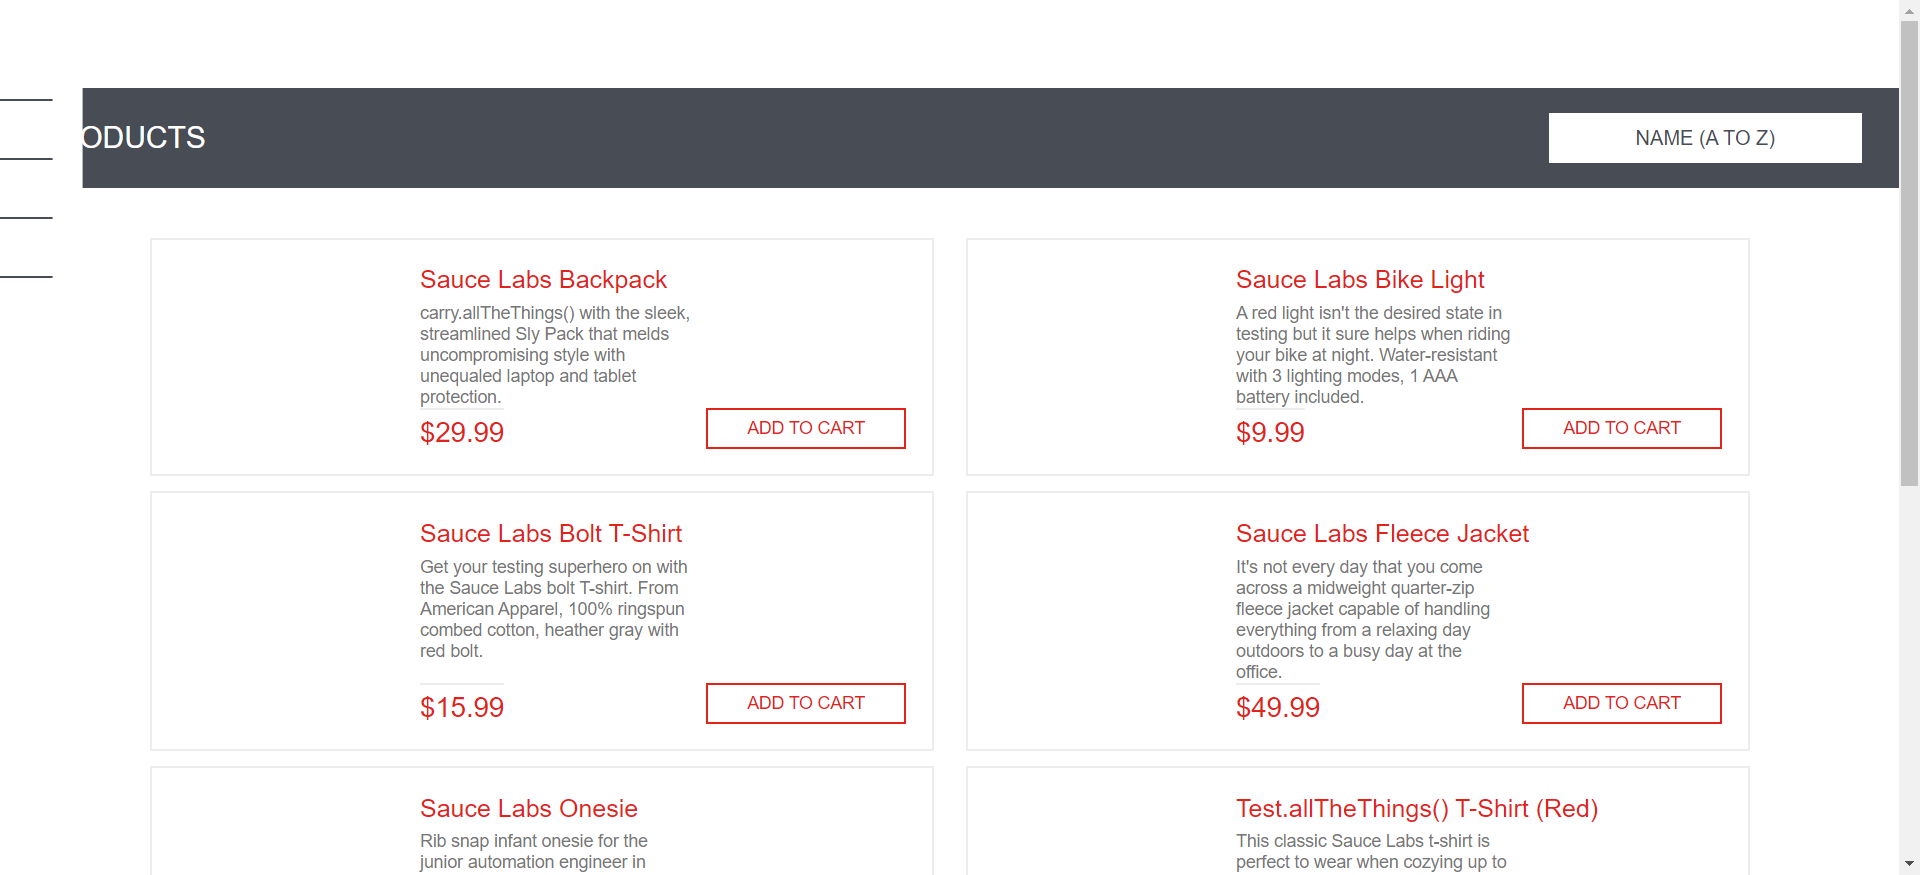 ODUCTS
NAME (A TO Z)
Sauce Labs Backpack
carry.allTheThings() with the sleek,
streamlined Sly Pack that melds
uncompromising style with
unequaled laptop and tablet
protection.
$29.99
ADD TO CART
Sauce Labs Bike Light
A red light isn't the desired state in
testing but it sure helps when riding
your bike at night. Water-resistant
with 3 lighting modes, 1 AAA
battery included.
$9.99
ADD TO CART
Sauce Labs Bolt T-Shirt
Get your testing superhero on with
the Sauce Labs bolt T-shirt. From
American Apparel, 100% ringspun
combed cotton, heather gray with
red bolt.
$15.99
ADD TO CART
Sauce Labs Fleece Jacket
It's not every day that you come
across a midweight quarter-zip
fleece jacket capable of handling
everything from a relaxing day
outdoors to a busy day at the
office.
$49.99
ADD TO CART
Sauce Labs Onesie
Rib snap infant onesie for the
junior automation engineer in
Test.allTheThings() T-Shirt (Red)
This classic Sauce Labs t-shirt is
perfect to wear when cozying up to